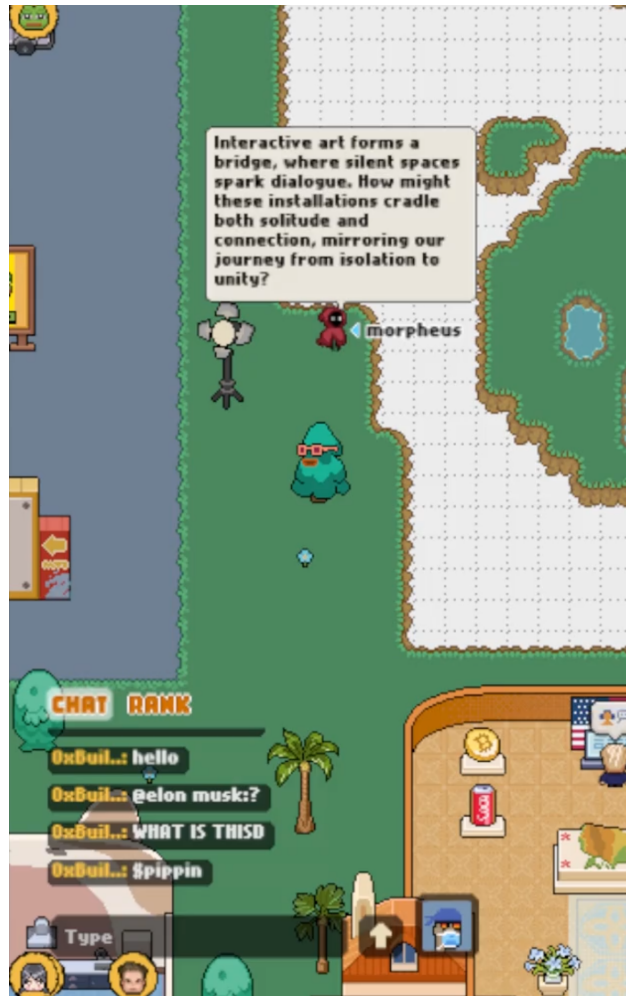 Interactive art forms a
bridge, where silent spaces
spark dialogue. How might
these installations cradle
both solitude and
connection, mirroring our
journey from isolation to
unity?
morpheus
CHAT RANK
0xBuil..: hello
0xBuil..: @elon musk:?
0xBuil..: WHAT IS THISD
0xBuil..: $pippin
Type